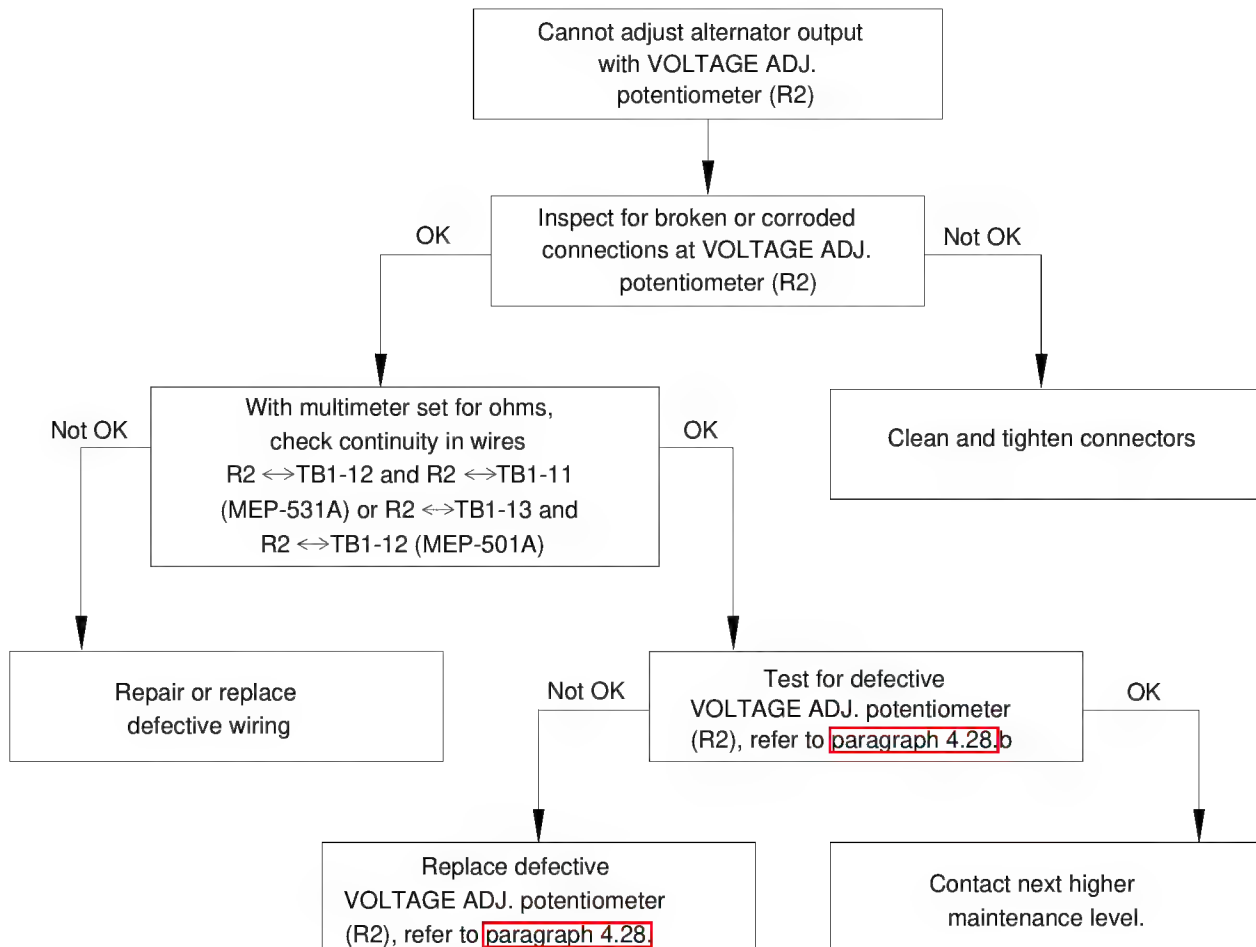 Cannot adjust alternator output
with VOLTAGE ADJ.
potentiometer (R2)
Inspect for broken or corroded
connections at VOLTAGE ADJ.
potentiometer (R2)
OK
Not OK
With multimeter set for ohms,
check continuity in wires
R2 <->TB1-12 and R2 <->TB1-11
(MEP-531A) or R2 <->TB1-13 and
R2 <->TB1-12 (MEP-501A)
Not OK
OK
Clean and tighten connectors
Repair or replace
defective wiring
Test for defective
VOLTAGE ADJ. potentiometer
(R2), refer to paragraph 4.28.b
Not OK
OK
Replace defective
VOLTAGE ADJ. potentiometer
(R2), refer to paragraph 4.28.
Contact next higher
maintenance level.